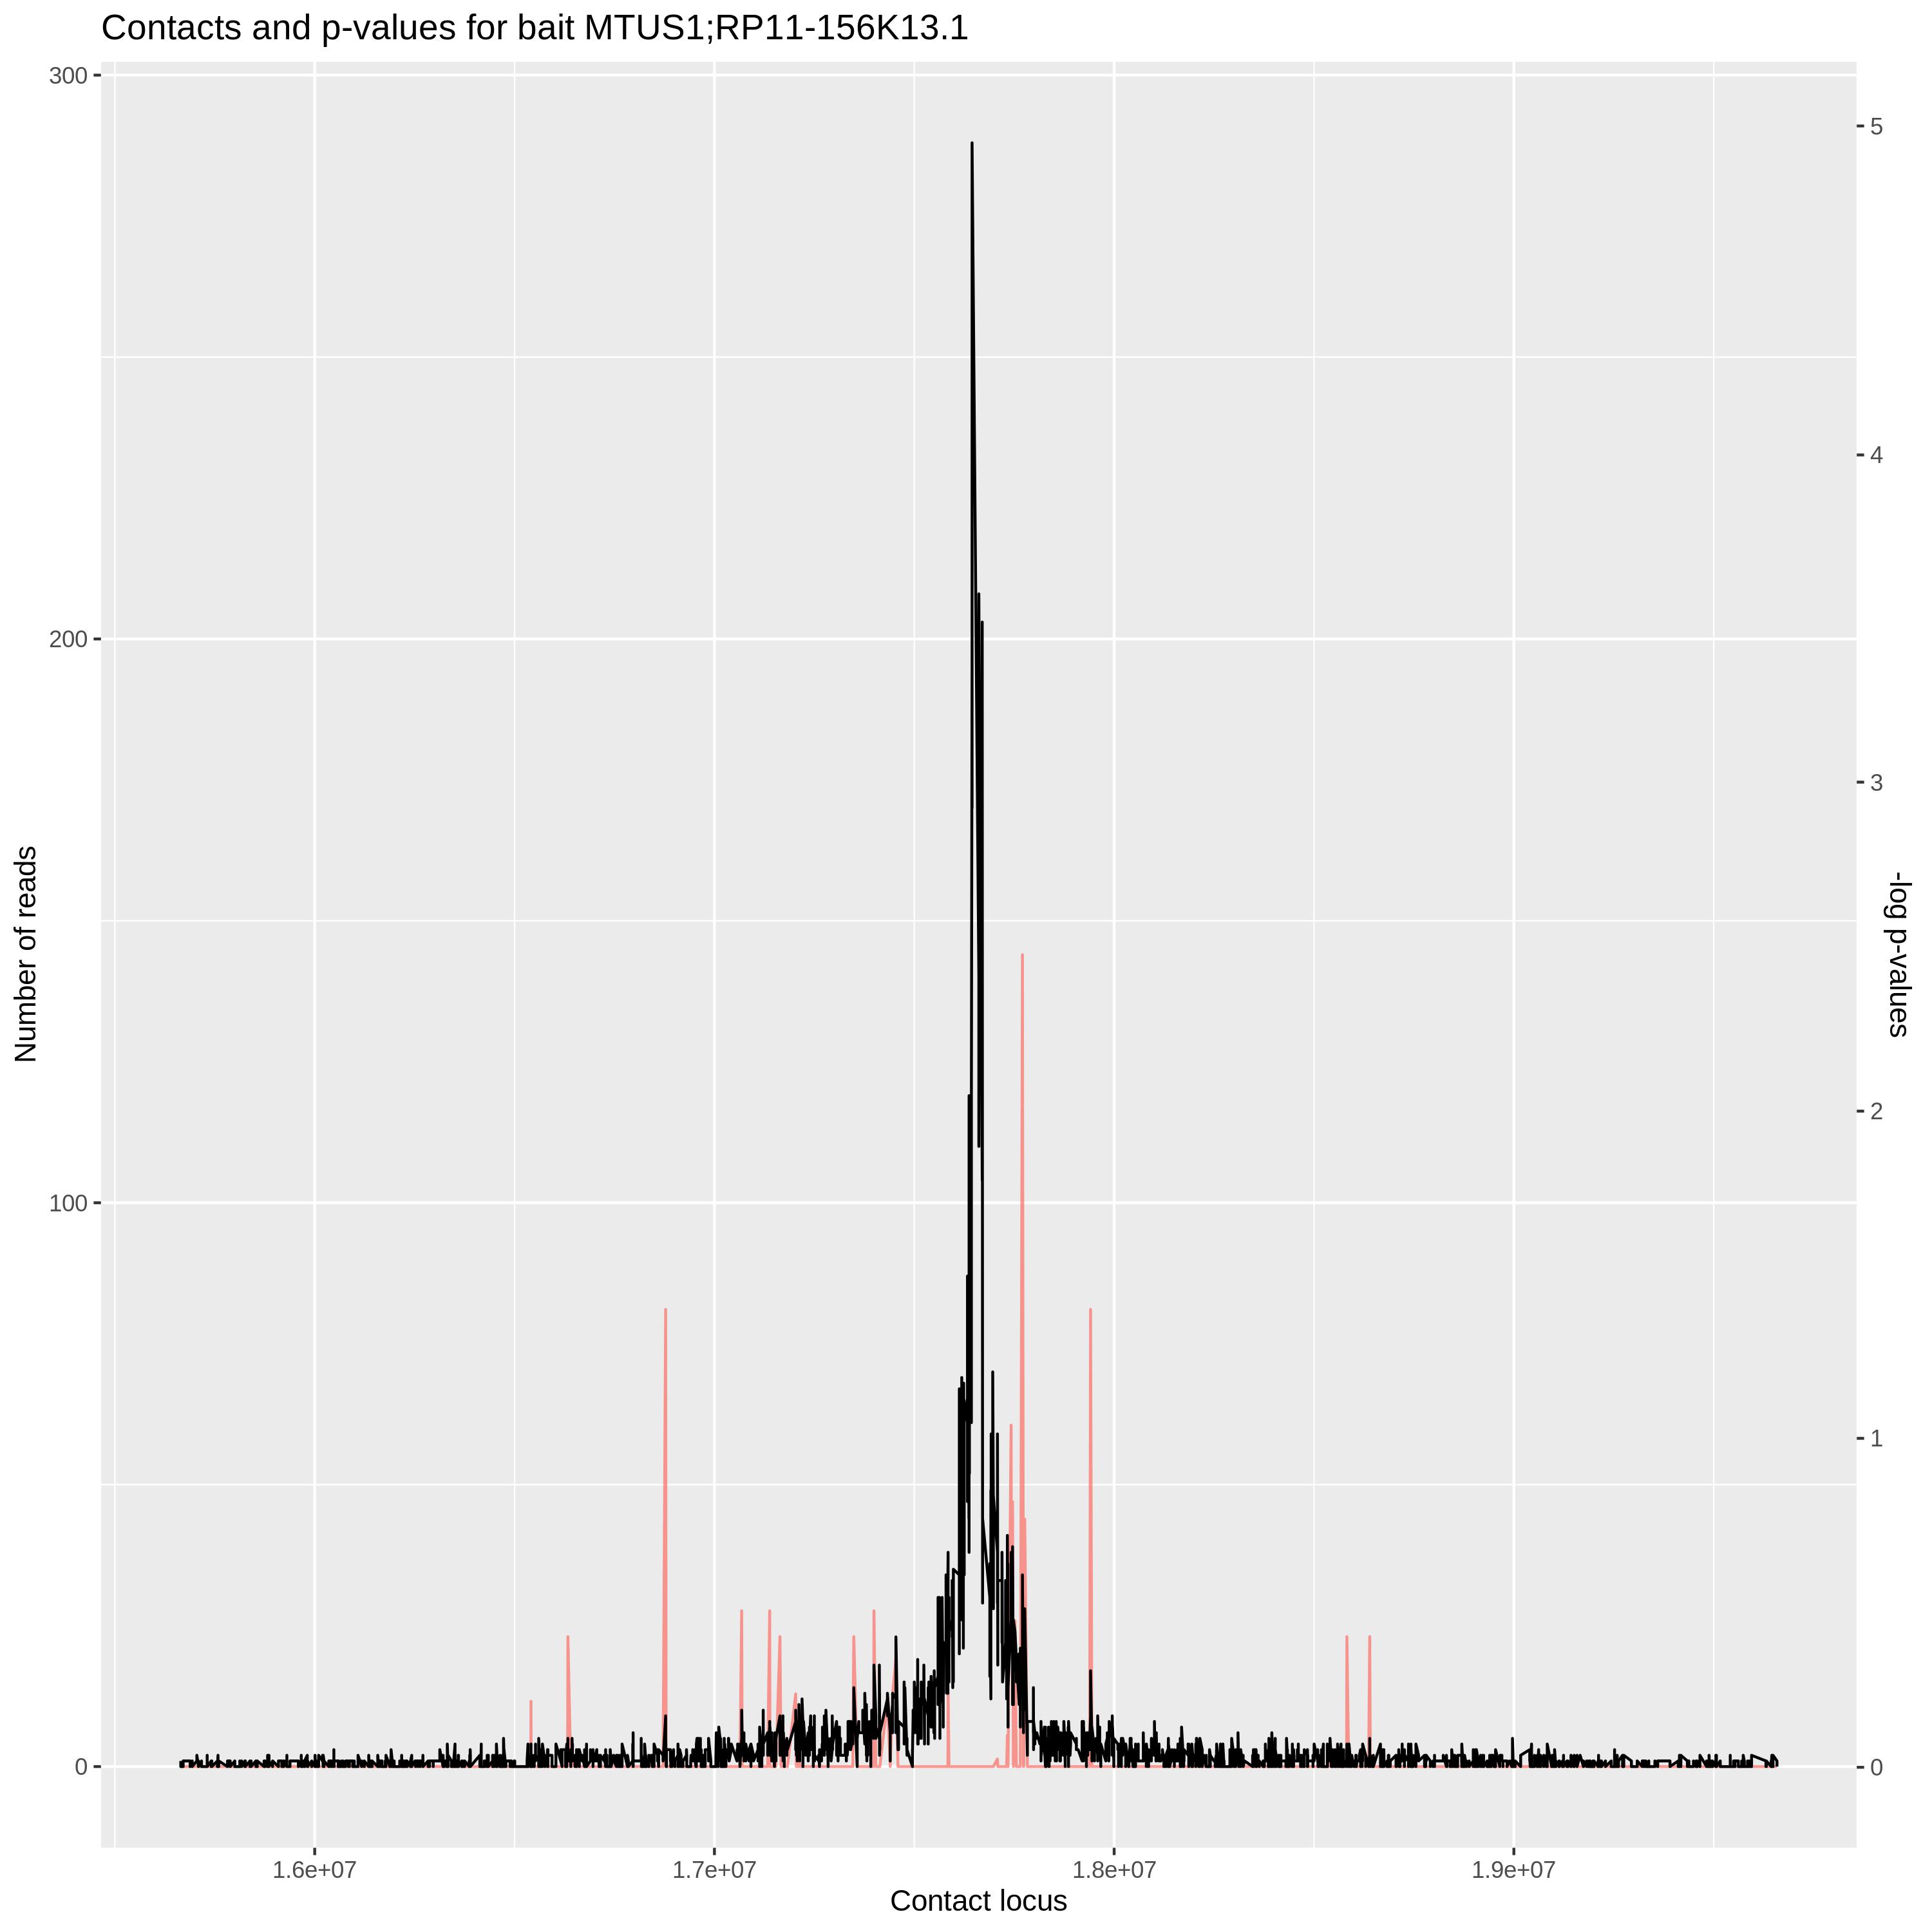 Contacts and p-values for bait MTUS1;RP11-156K13.1
300
200
100
0
Number of reads
5
4
3
2
1
0
-log p-values
1.6e+07
1.7e+07
1.8e+07
1.9e+07
Contact locus